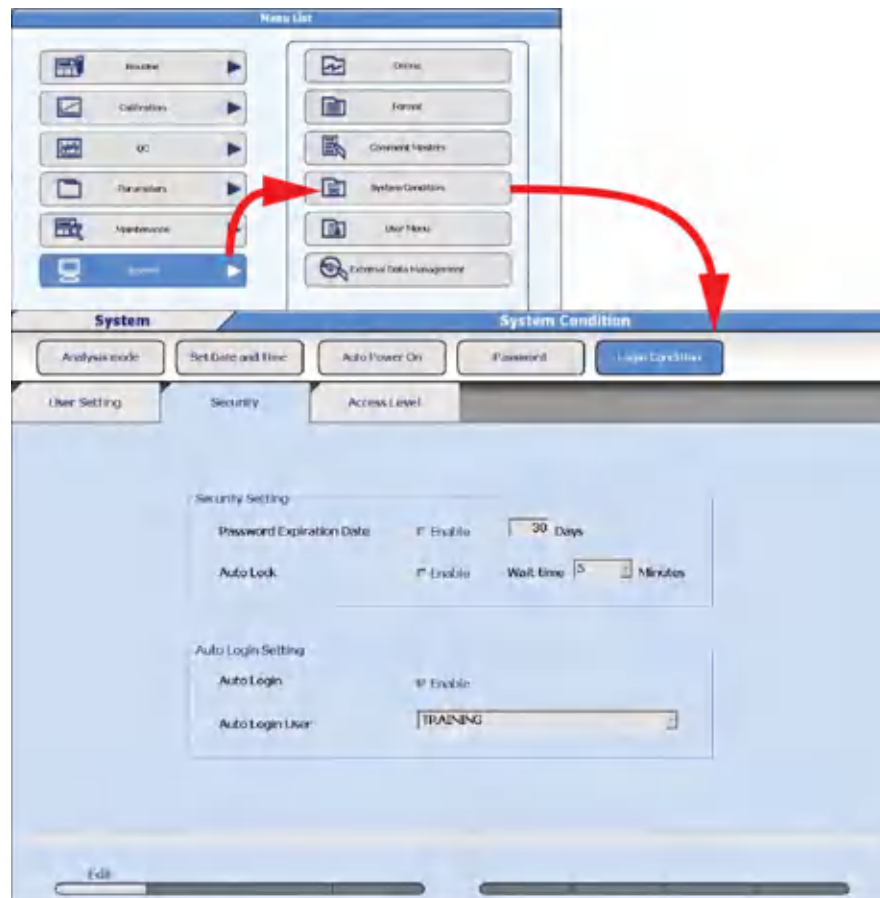 Menu List
Routine
Calibration
QC
Parameters
Maintenance
System
Online
Format
Comment Masters
System Condition
User Menu
External Data Management
System
System Condition
Analysis mode
Set Date and Time
Auto Power On
Password
Login Condition
User Setting
Security
Access Level
Security Setting
Password Expiration Date Enable 30 Days
Auto Lock Enable Wait time 5 Minutes
Auto Login Setting
Auto Login Enable
Auto Login User TRAINING
Edit